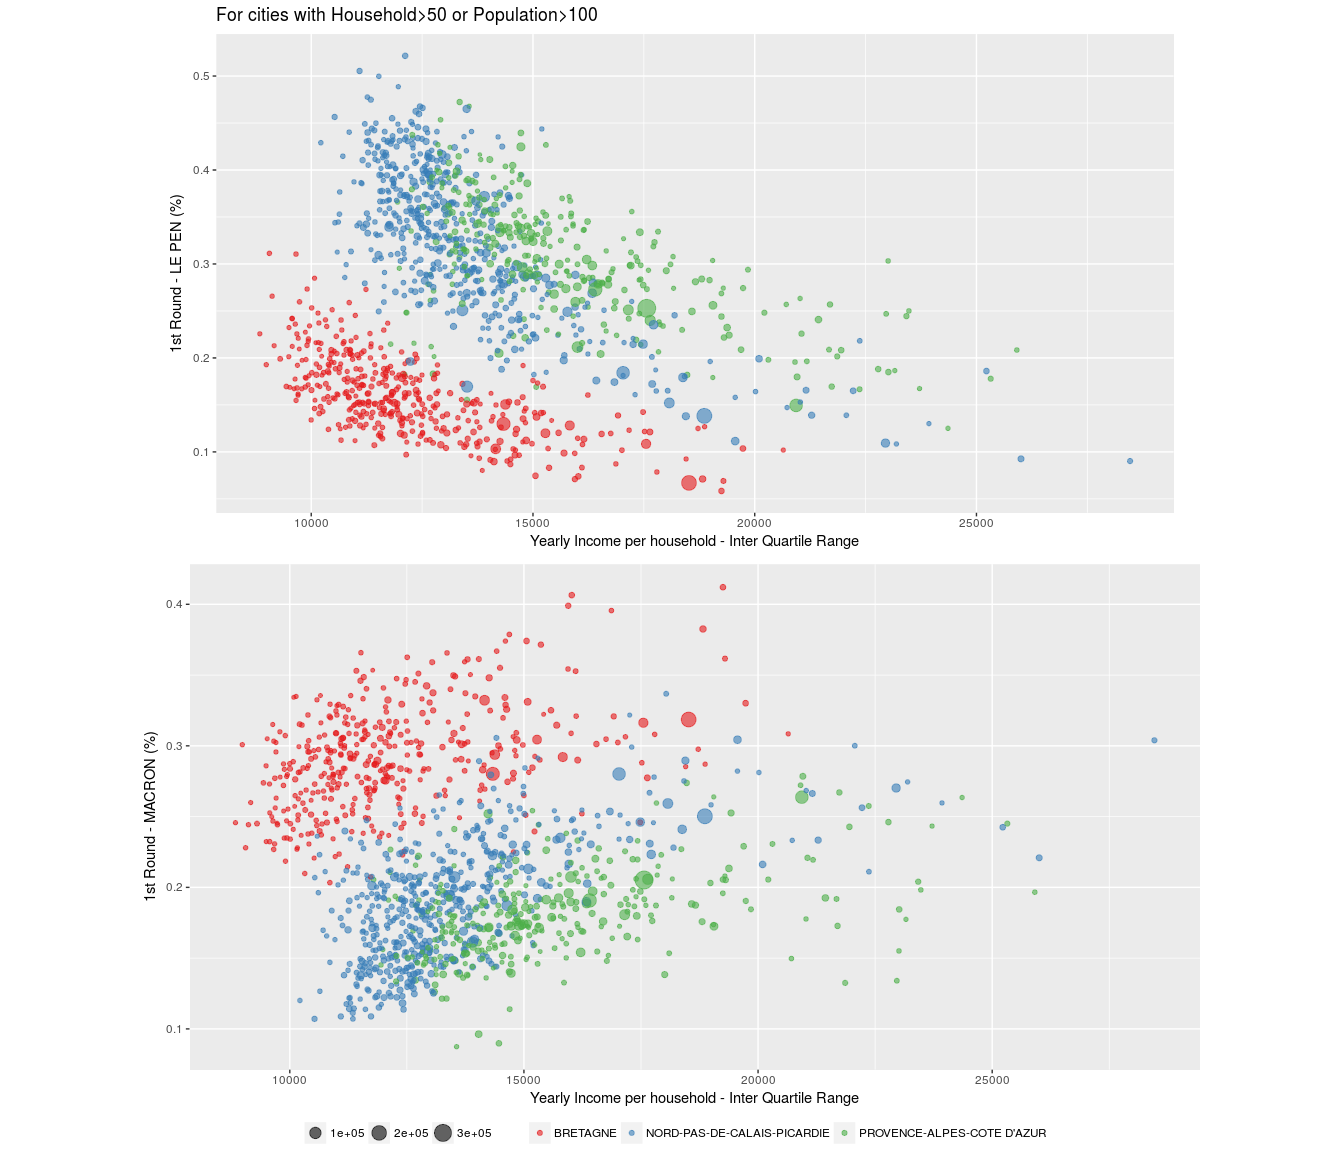 For cities with Household>50 or Population>100
0.5
0.4
0.3
0.2
0.1
1st Round - LE PEN (%)
10000 15000 20000 25000
Yearly Income per household - Inter Quartile Range
0.4
0.3
0.2
0.1
1st Round - MACRON (%)
10000 15000 20000 25000
Yearly Income per household - Inter Quartile Range
1e+05 2e+05 3e+05 BRETAGNE NORD-PAS-DE-CALAIS-PICARDIE PROVENCE-ALPES-COTE D'AZUR